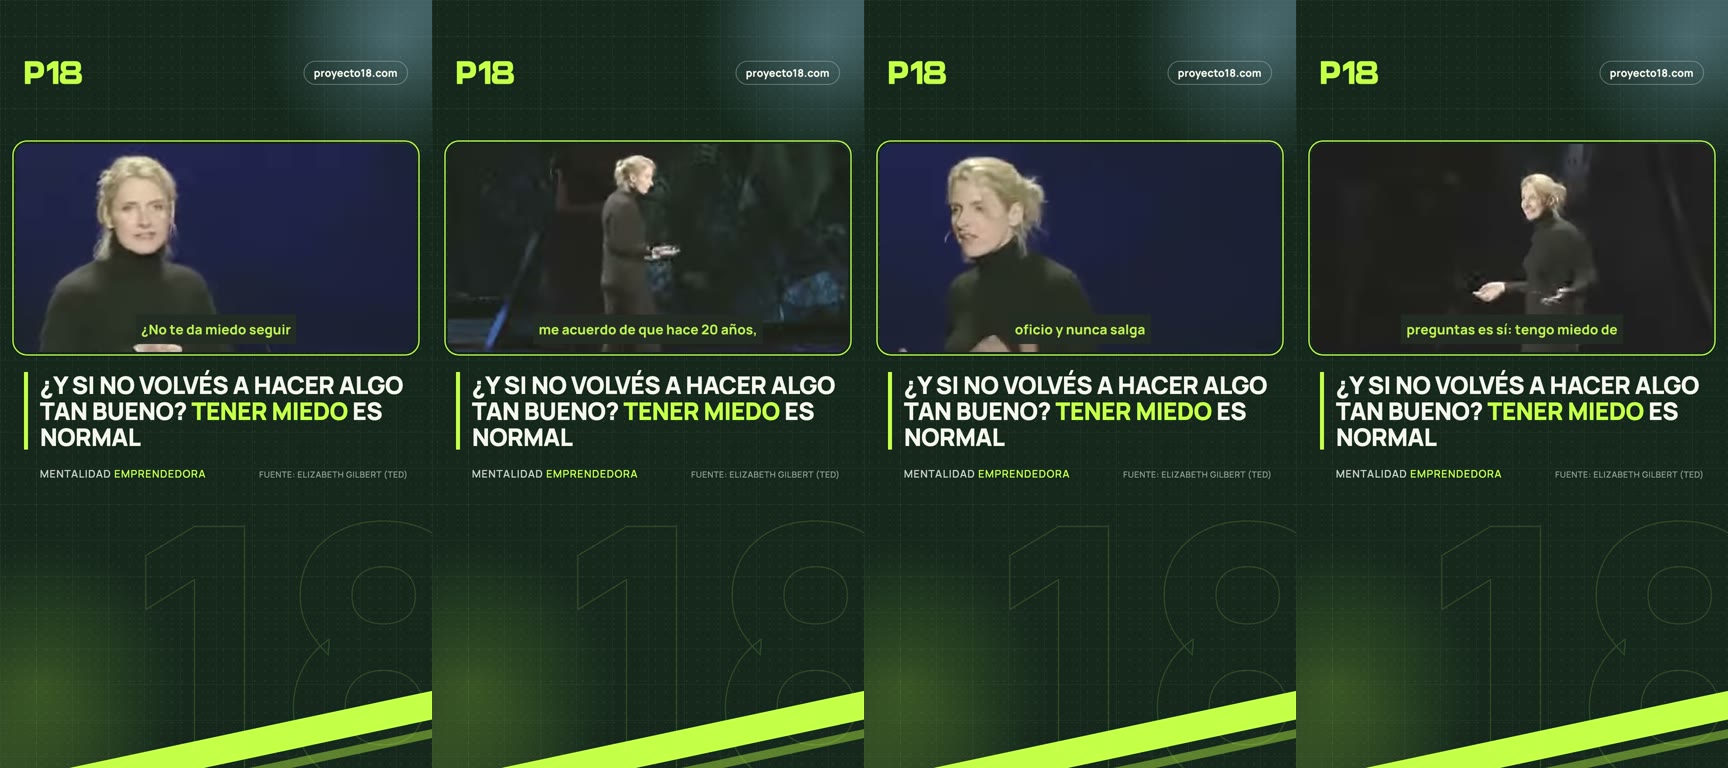 P18
proyecto18.com
¿No te da miedo seguir
¿Y SI NO VOLVÉS A HACER ALGO
TAN BUENO? TENER MIEDO ES
NORMAL
MENTALIDAD EMPRENDEDORA
FUENTE: ELIZABETH GILBERT (TED)
18
P18
proyecto18.com
me acuerdo de que hace 20 años,
¿Y SI NO VOLVÉS A HACER ALGO
TAN BUENO? TENER MIEDO ES
NORMAL
MENTALIDAD EMPRENDEDORA
FUENTE: ELIZABETH GILBERT (TED)
18
P18
proyecto18.com
oficio y nunca salga
¿Y SI NO VOLVÉS A HACER ALGO
TAN BUENO? TENER MIEDO ES
NORMAL
MENTALIDAD EMPRENDEDORA
FUENTE: ELIZABETH GILBERT (TED)
18
P18
proyecto18.com
preguntas es sí: tengo miedo de
¿Y SI NO VOLVÉS A HACER ALGO
TAN BUENO? TENER MIEDO ES
NORMAL
MENTALIDAD EMPRENDEDORA
FUENTE: ELIZABETH GILBERT (TED)
18